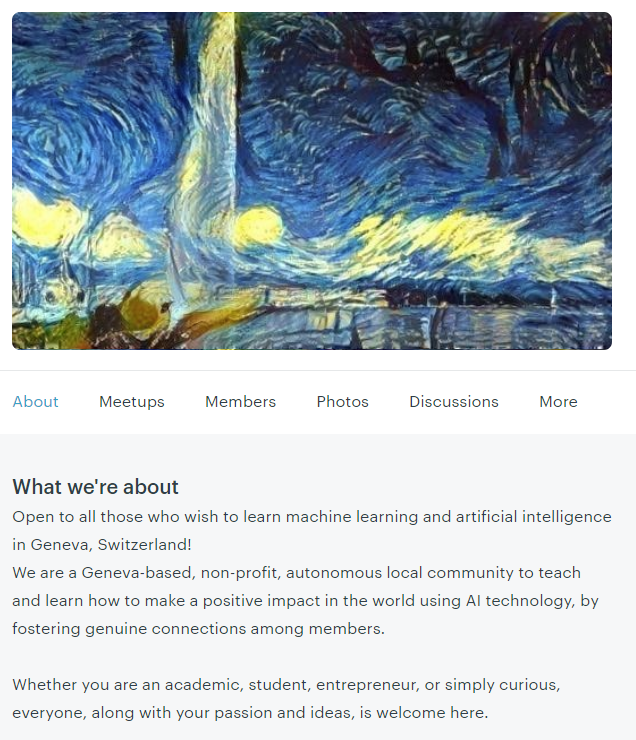 About Meetups Members Photos Discussions More
What we're about
Open to all those who wish to learn machine learning and artificial intelligence
in Geneva, Switzerland!
We are a Geneva-based, non-profit, autonomous local community to teach
and learn how to make a positive impact in the world using AI technology, by
fostering genuine connections among members.
Whether you are an academic, student, entrepreneur, or simply curious,
everyone, along with your passion and ideas, is welcome here.